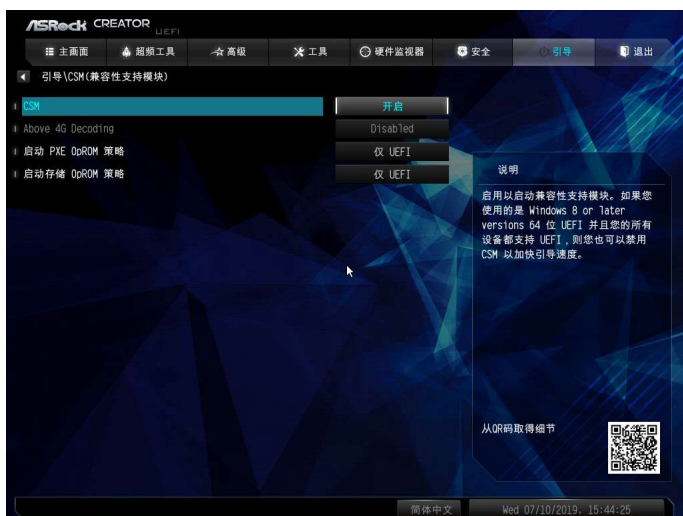 ASRock CREATOR UEFI
主画面 超频工具 高级 工具 硬件监视器 安全 引导 退出
引导\CSM(兼容性支持模块)
CSM 开启
Above 4G Decoding Disabled
启动 PXE OpROM 策略 仅 UEFI
启动存储 OpROM 策略 仅 UEFI
说明
启用以启动兼容性支持模块。如果您
使用的是 Windows 8 or later
versions 64 位 UEFI 并且您的所有
设备都支持 UEFI，则您也可以禁用
CSM 以加快引导速度。
从QR码取得细节
简体中文 Wed 07/10/2019. 15:44:25